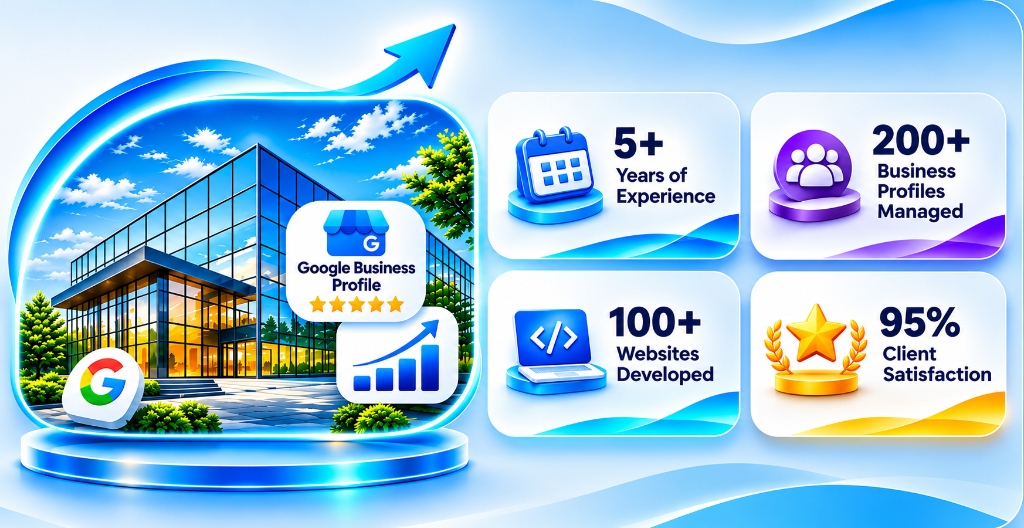 Google Business
Profile
G
G
5+
Years of
Experience
200+
Business
Profiles
Managed
</>
100+
Websites
Developed
95%
Client
Satisfaction